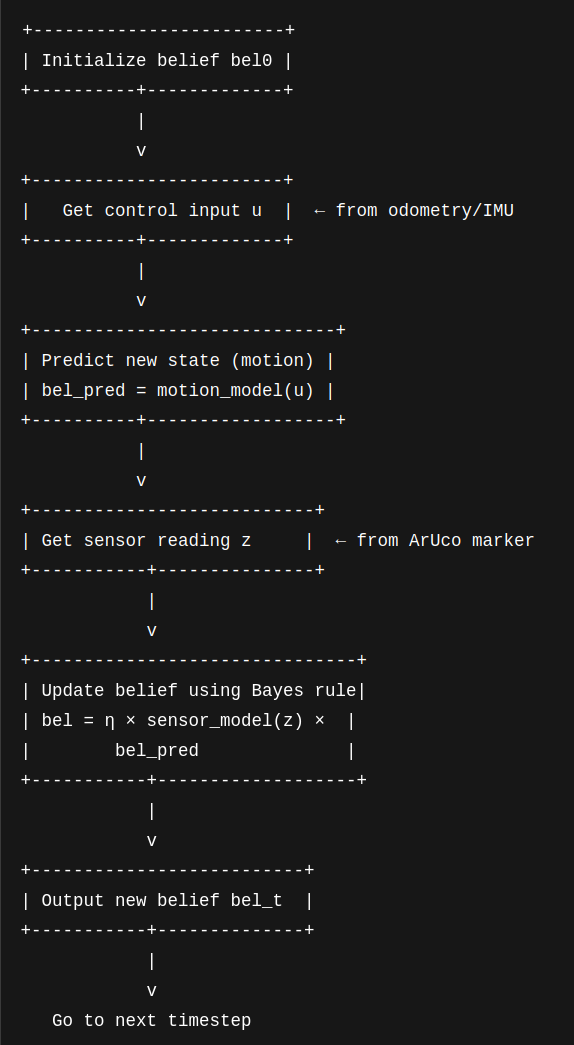 +------------------------+
| Initialize belief bel0 |
+----------+-------------+
           |
           v
+------------------------+
|   Get control input u  |  ← from odometry/IMU
+----------+-------------+
           |
           v
+-----------------------------+
| Predict new state (motion) |
| bel_pred = motion_model(u) |
+----------+------------------+
           |
           v
+---------------------------+
| Get sensor reading z     |  ← from ArUco marker
+-----------+---------------+
            |
            v
+-------------------------------+
| Update belief using Bayes rule|
| bel = η × sensor_model(z) ×  |
|        bel_pred              |
+-----------+-------------------+
            |
            v
+--------------------------+
| Output new belief bel_t  |
+-----------+--------------+
            |
            v
   Go to next timestep